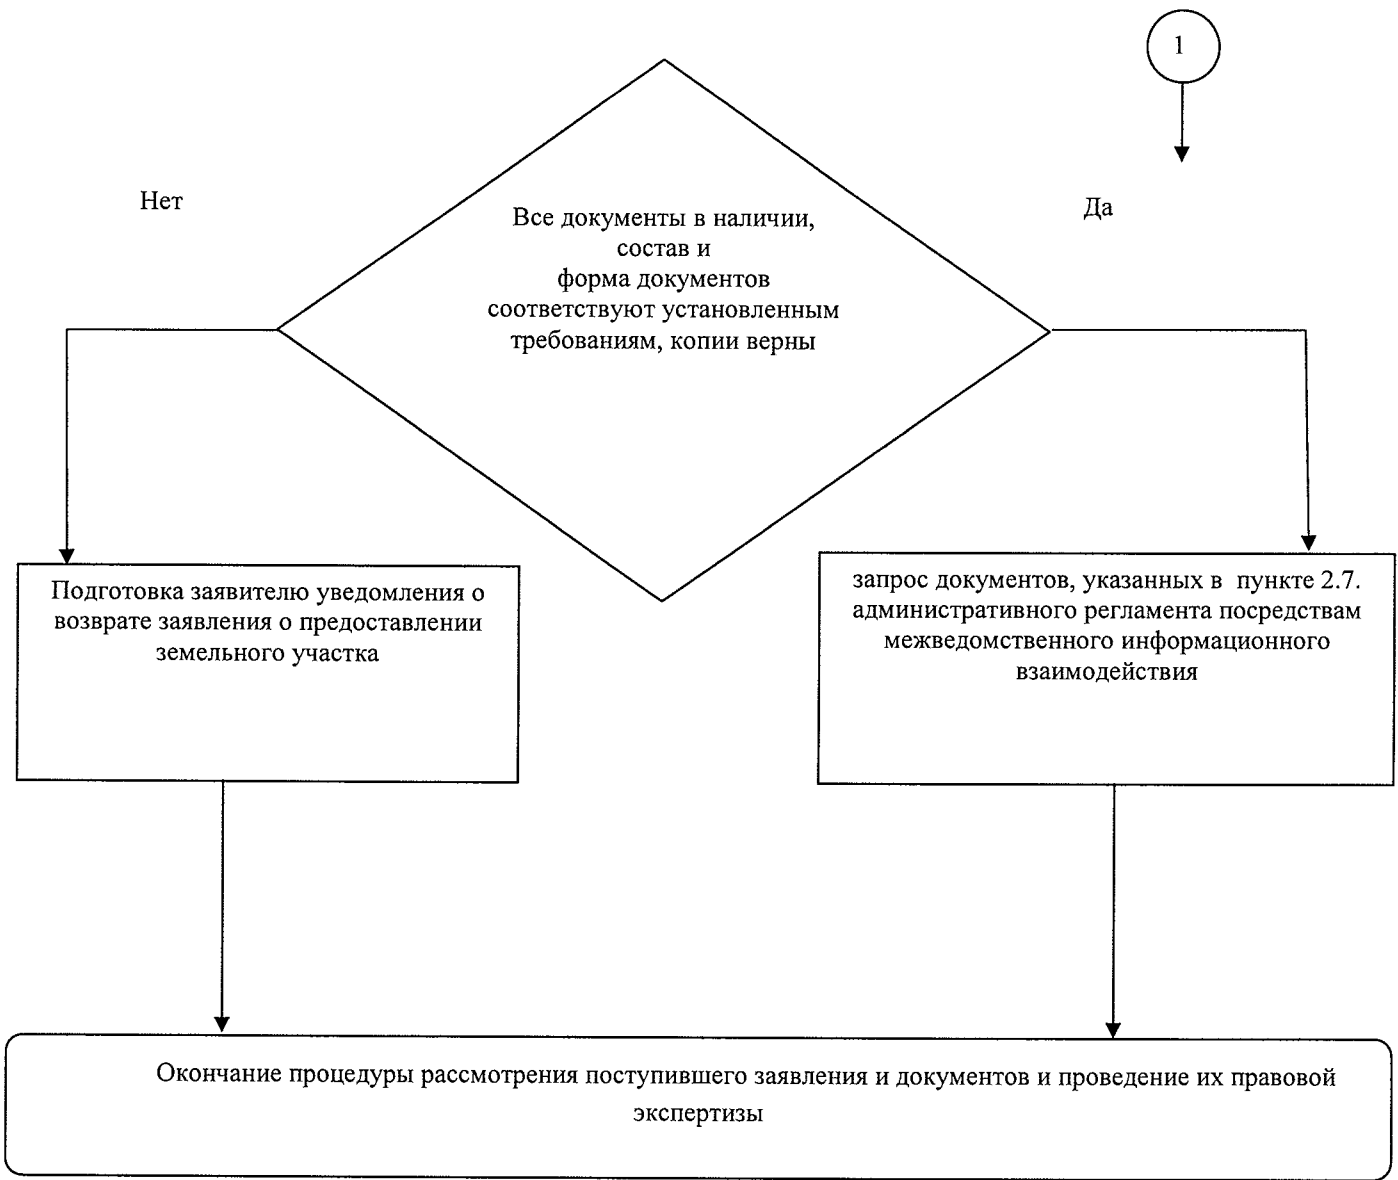 1
Нет
Да
Все документы в наличии,
состав и
форма документов
соответствуют установленным
требованиям, копии верны
Подготовка заявителю уведомления о
возврате заявления о предоставлении
земельного участка
запрос документов, указанных в пункте 2.7.
административного регламента посредствам
межведомственного информационного
взаимодействия
Окончание процедуры рассмотрения поступившего заявления и документов и проведение их правовой
экспертизы